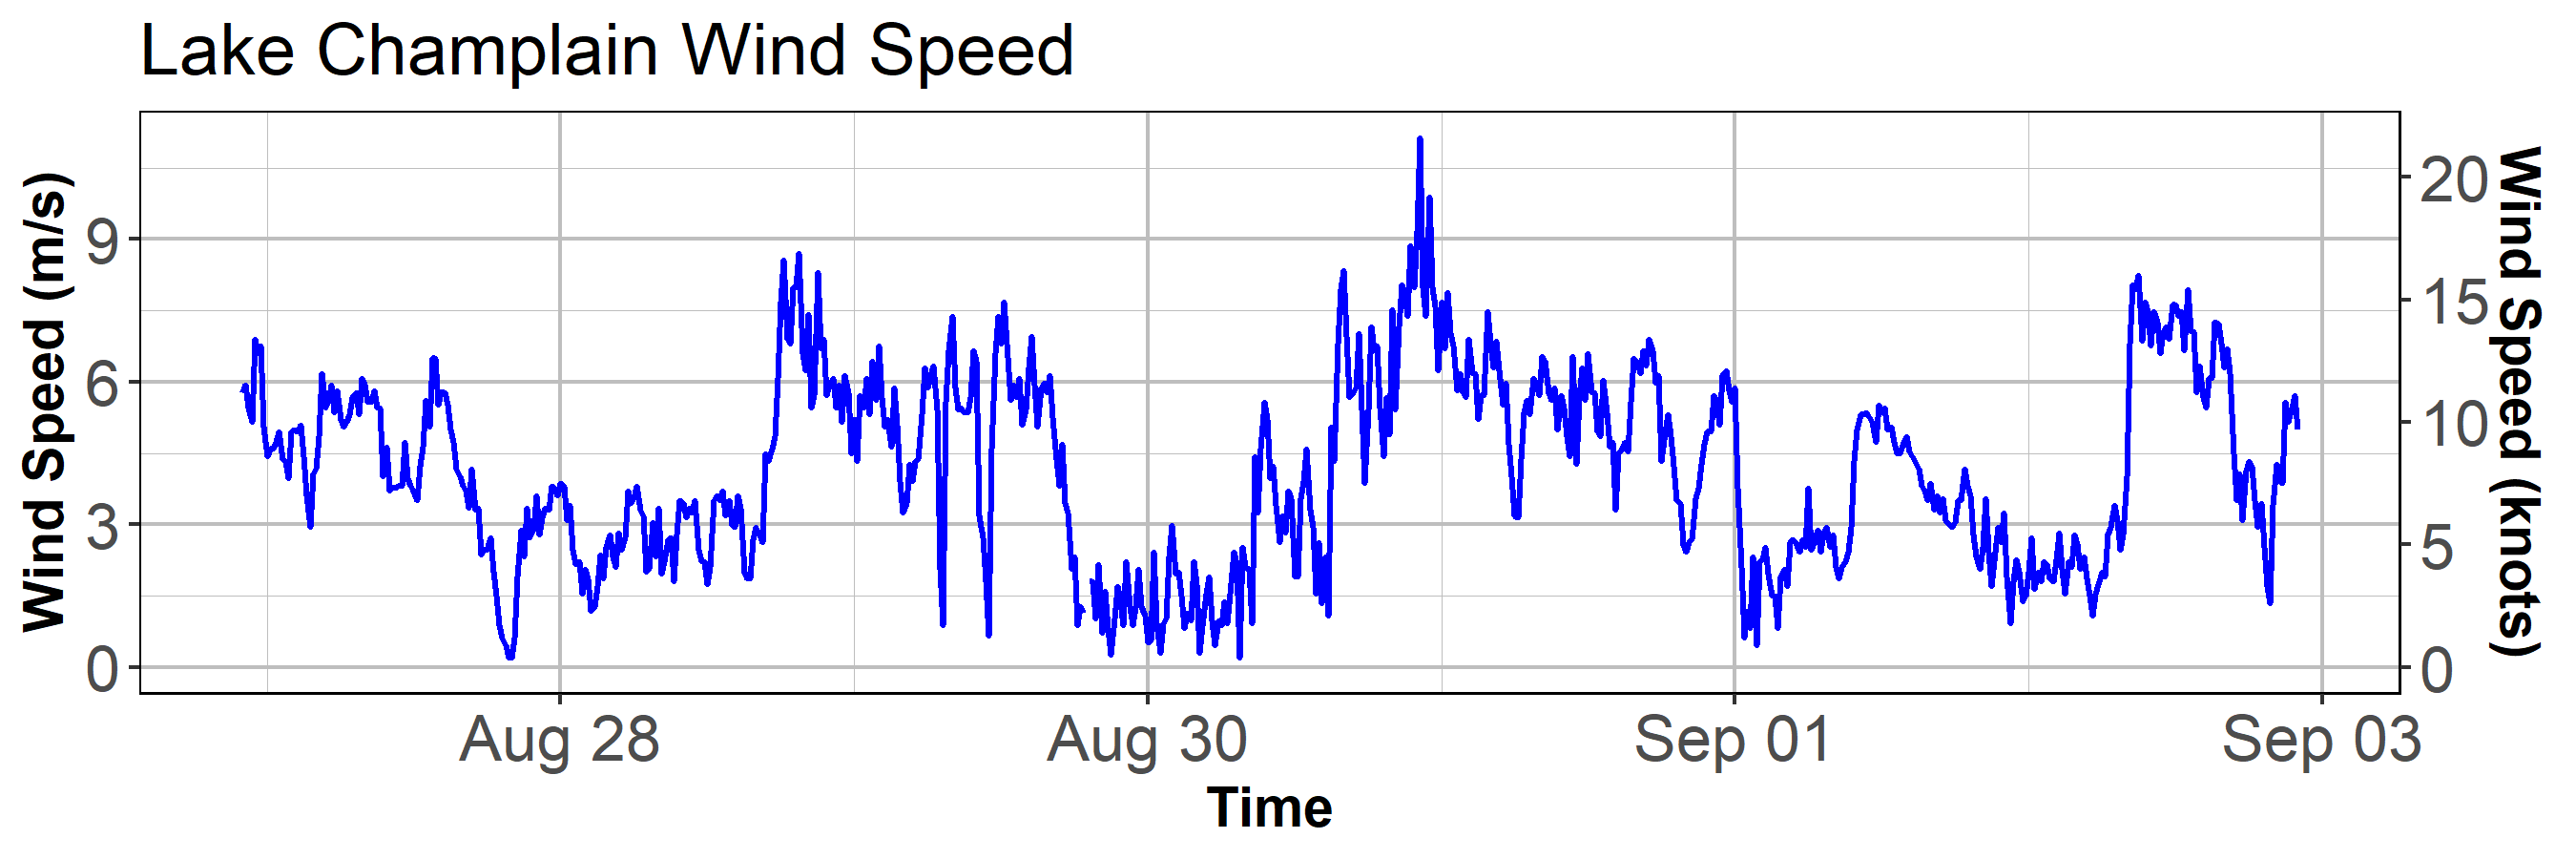 Lake Champlain Wind Speed
Wind Speed (m/s)
9
6
3
0
20
15
10
5
0
Wind Speed (knots)
Aug 28
Aug 30
Sep 01
Sep 03
Time